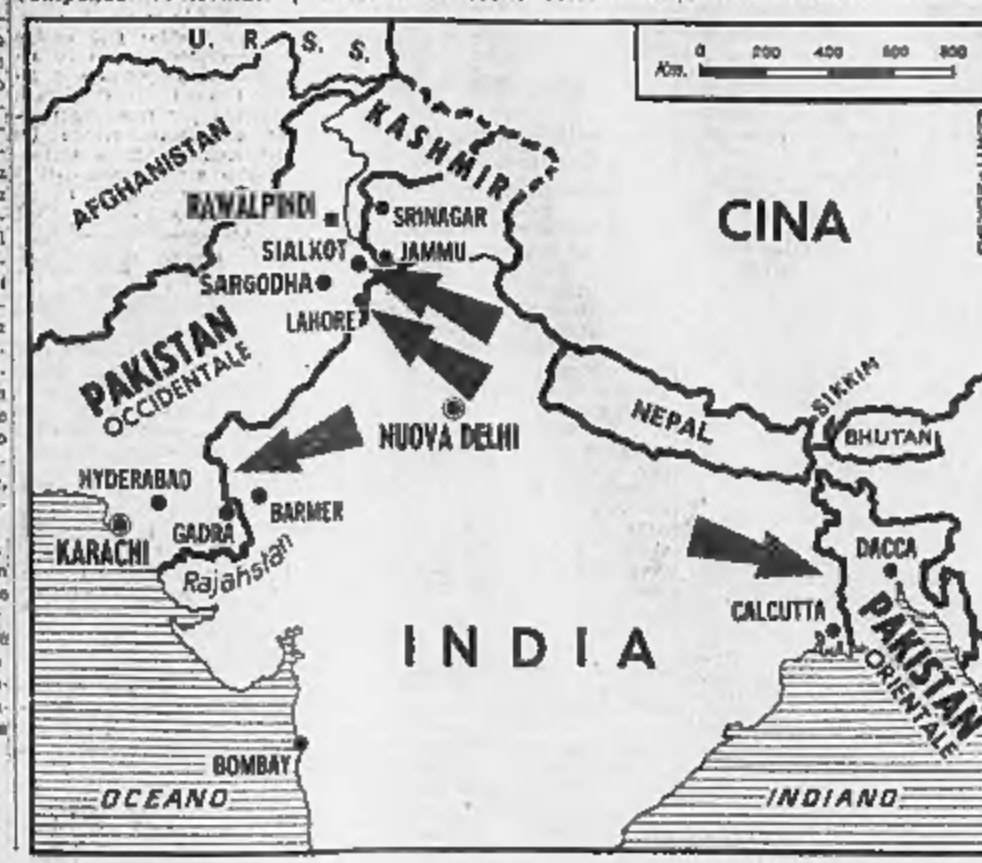 U. R. S. S.
Km. 0 200 400 600 800
AFGHANISTAN
KASHMIR
RAWALPINDI
SRINAGAR
SIALKOT
JAMMU
SARGODHA
LAHORE
CINA
PAKISTAN
OCCIDENTALE
NUOVA DELHI
NEPAL
SIKKIM
BHUTAN
HYDERABAD
BARMER
GADRA
KARACHI
Rajahstan
DACCA
CALCUTTA
PAKISTAN
ORIENTALE
INDIA
BOMBAY
OCEANO
INDIANO